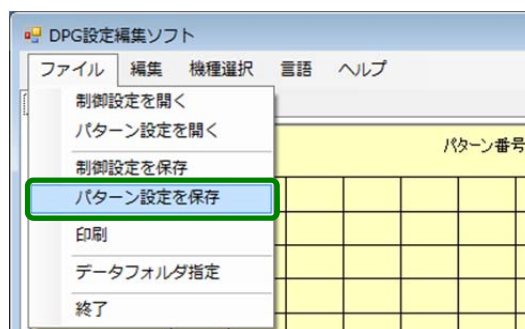 DPG設定編集ソフト
ファイル 編集 機種選択 言語 ヘルプ
制御設定を開く
パターン設定を開く
パターン番号
制御設定を保存
パターン設定を保存
印刷
データフォルダ指定
終了